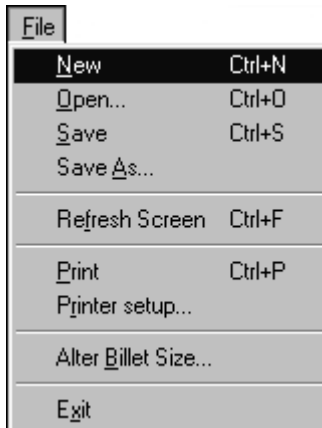 File
New Ctrl+N
Open... Ctrl+O
Save Ctrl+S
Save As...
Refresh Screen Ctrl+F
Print Ctrl+P
Printer setup...
Alter Billet Size...
Exit